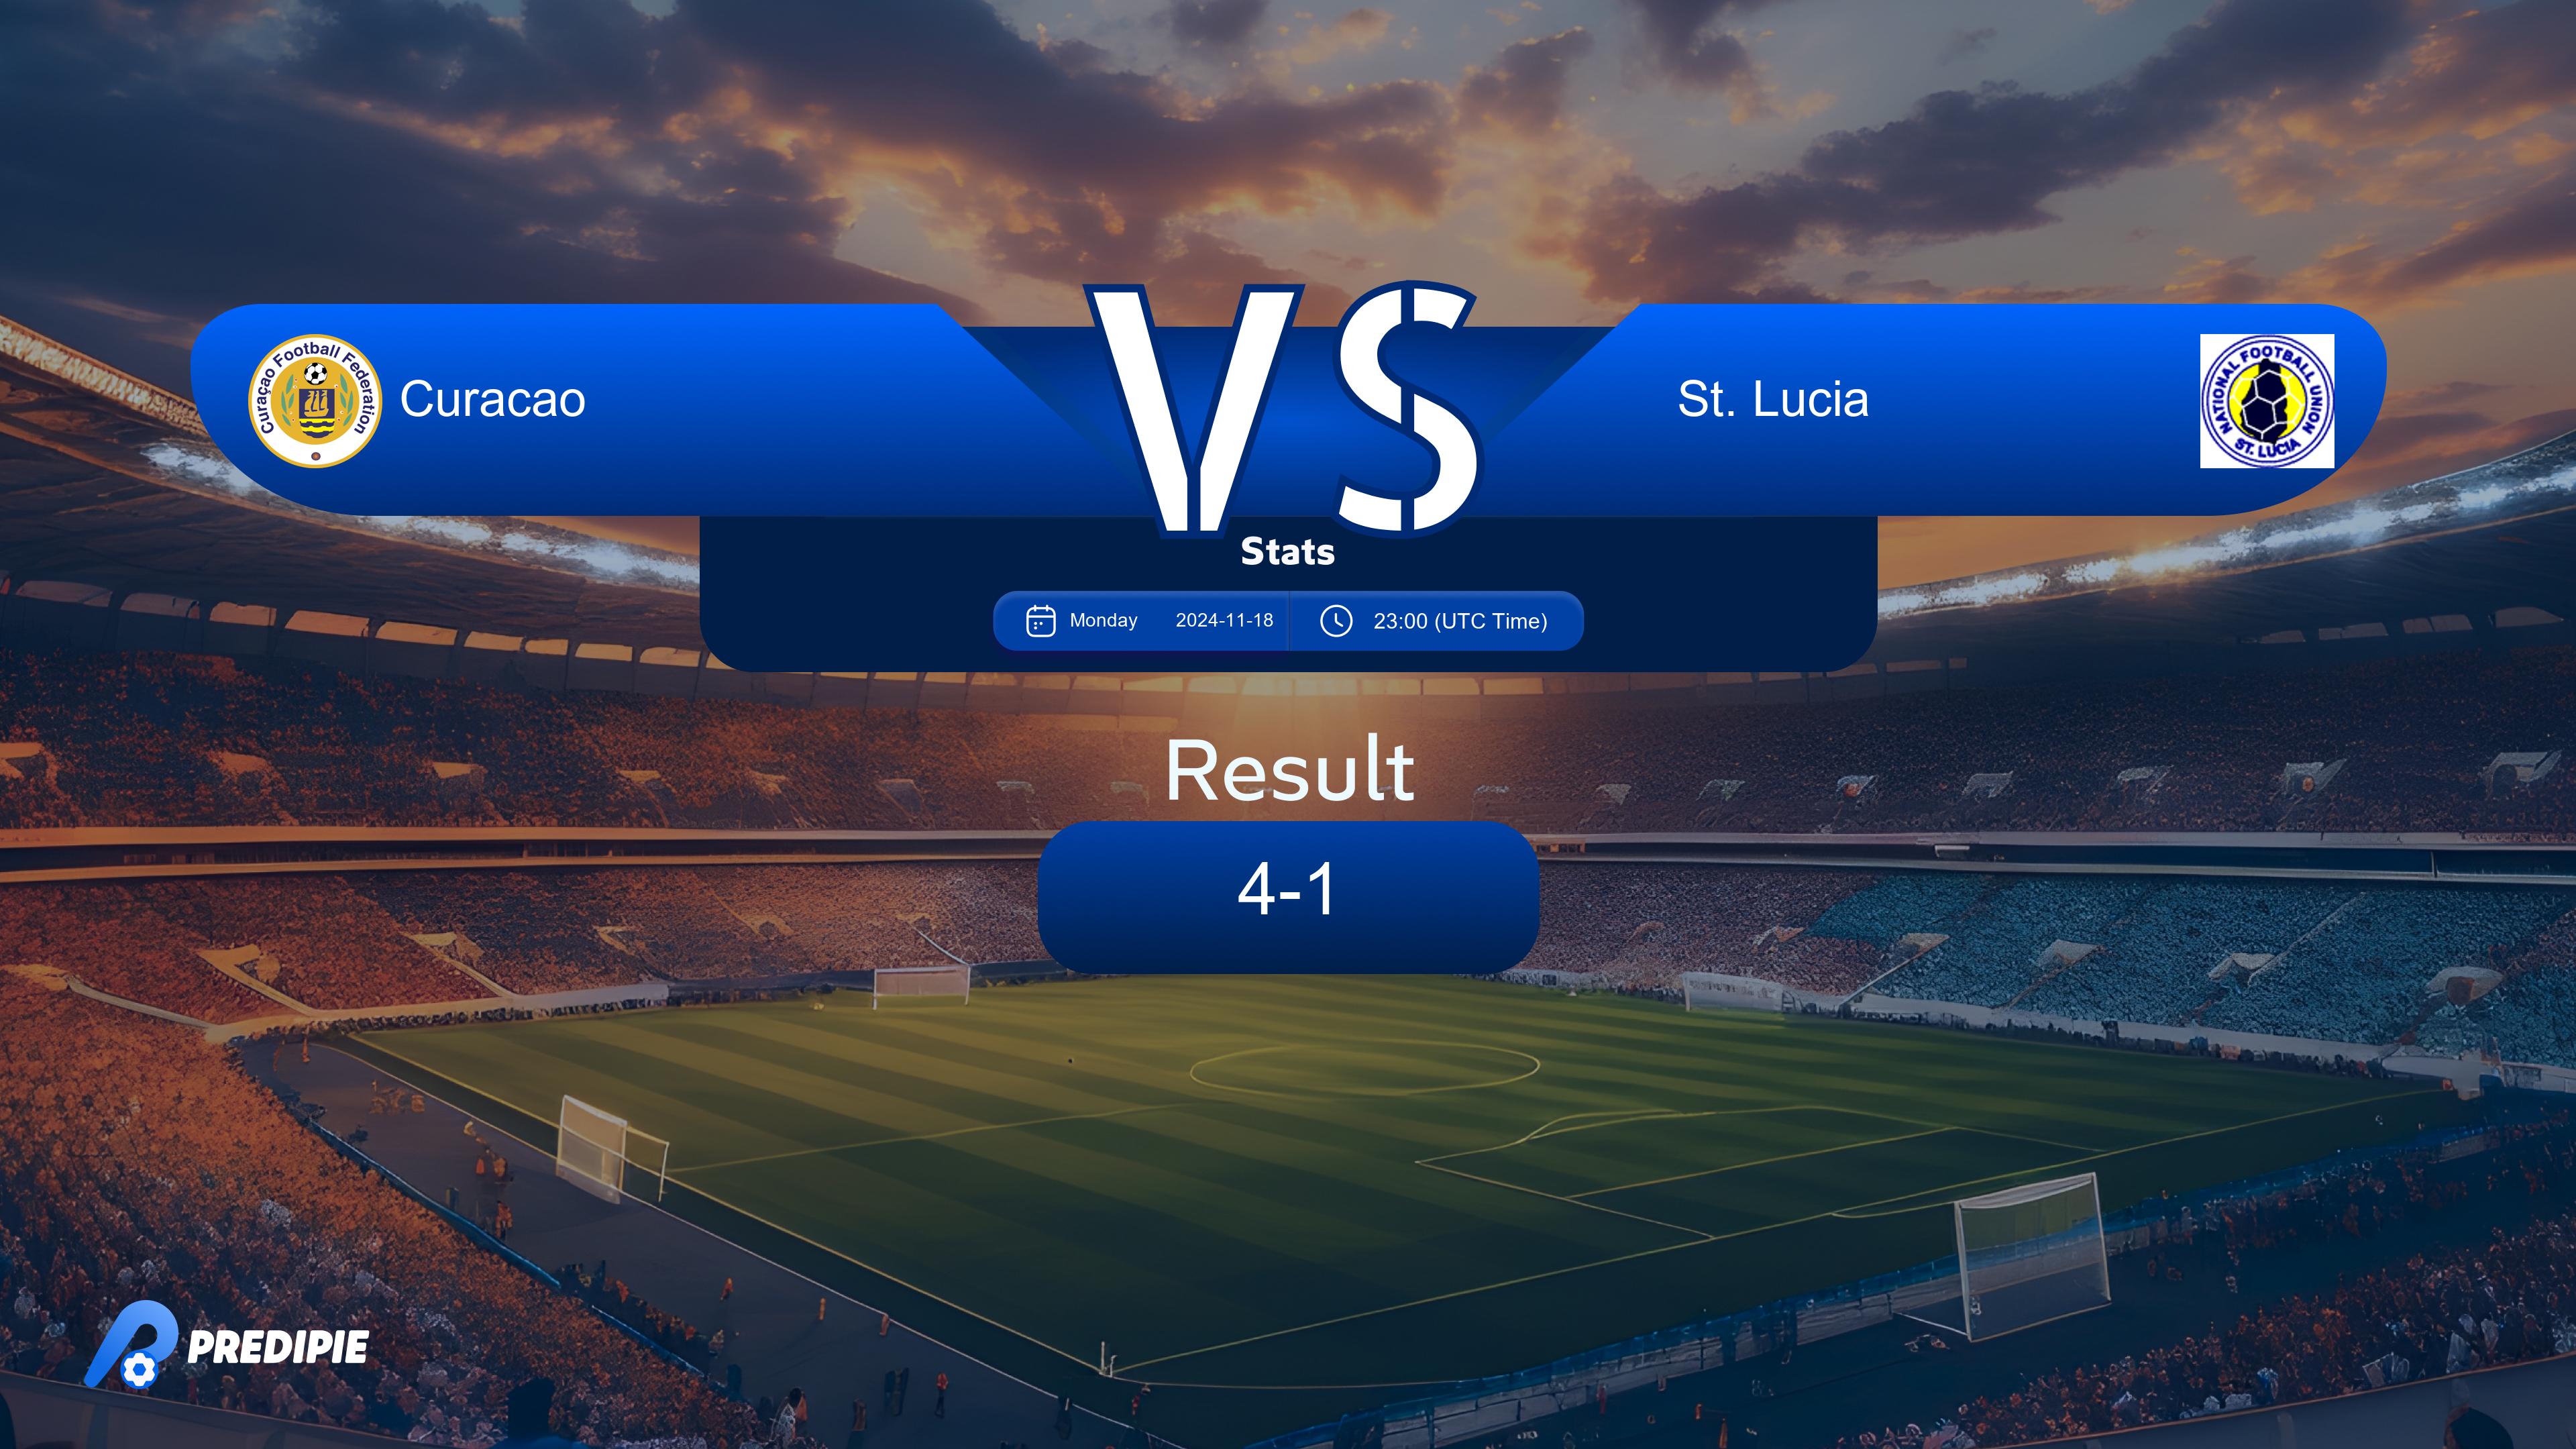 VS
Curaçao Football Federation
Curacao
St. Lucia
NATIONAL FOOTBALL UNION
ST. LUCIA
Stats
Monday 2024-11-18 23:00 (UTC Time)
Result
4-1
PREDIPIE